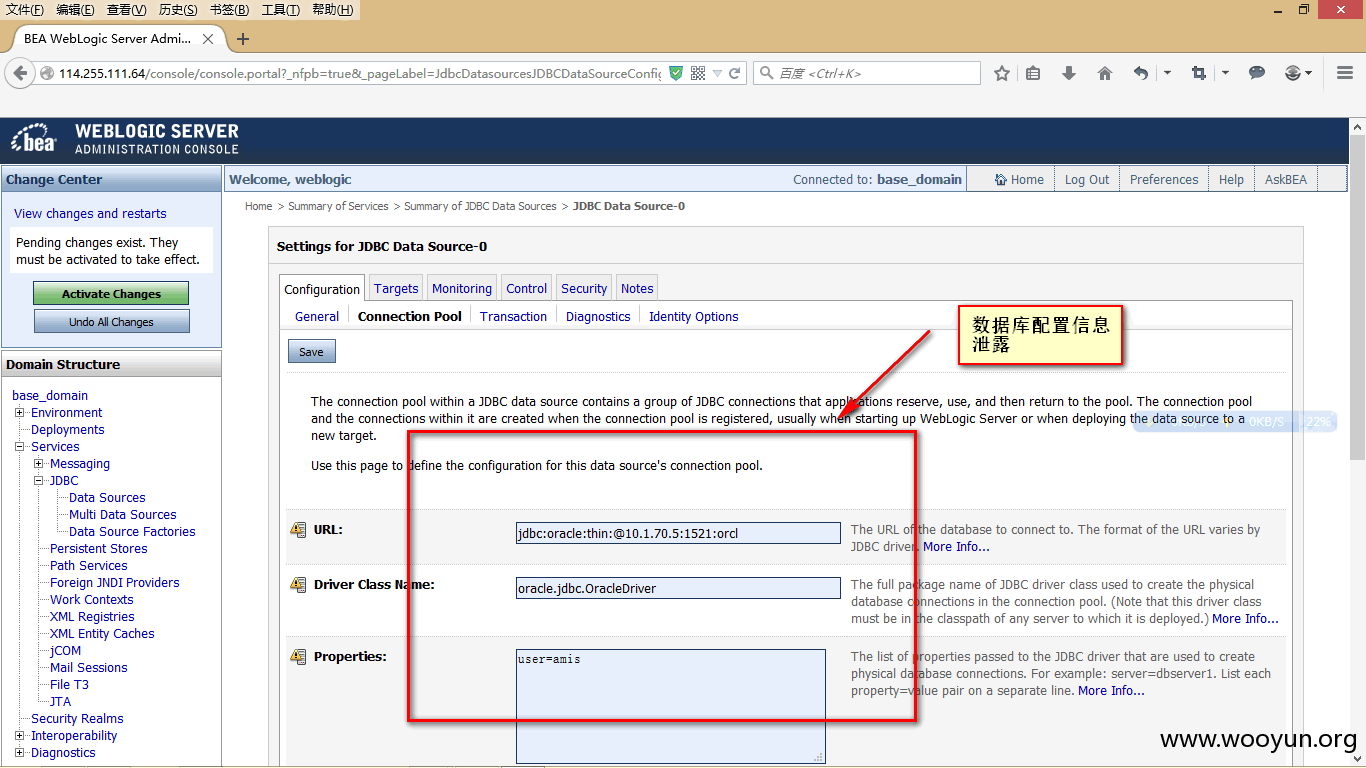 文件(F) 编辑(E) 查看(V) 历史(S) 书签(B) 工具(T) 帮助(H)
BEA WebLogic Server Admi...
114.255.111.64/console/console.portal?_nfpb=true&_pageLabel=JdbcDatasourcesJDBCDataSourceConfig
百度 <Ctrl+K>
bea
WEBLOGIC SERVER
ADMINISTRATION CONSOLE
Change Center
View changes and restarts
Pending changes exist. They
must be activated to take effect.
Activate Changes
Undo All Changes
Domain Structure
base_domain
Environment
Deployments
Services
Messaging
JDBC
Data Sources
Multi Data Sources
Data Source Factories
Persistent Stores
Path Services
Foreign JNDI Providers
Work Contexts
XML Registries
XML Entity Caches
jCOM
Mail Sessions
File T3
JTA
Security Realms
Interoperability
Diagnostics
Welcome, weblogic
Connected to: base_domain
Home
Log Out
Preferences
Help
AskBEA
Home > Summary of Services > Summary of JDBC Data Sources > JDBC Data Source-0
Settings for JDBC Data Source-0
Configuration Targets Monitoring Control Security Notes
General Connection Pool Transaction Diagnostics Identity Options
数据库配置信息
泄露
Save
The connection pool within a JDBC data source contains a group of JDBC connections that applications reserve, use, and then return to the pool. The connection pool
and the connections within it are created when the connection pool is registered, usually when starting up WebLogic Server or when deploying the data source to a
new target.
0KB/S 22%
Use this page to define the configuration for this data source's connection pool.
URL:
jdbc:oracle:thin:@10.1.70.5:1521:orcl
The URL of the database to connect to. The format of the URL varies by
JDBC driver. More Info...
Driver Class Name:
oracle.jdbc.OracleDriver
The full package name of JDBC driver class used to create the physical
database connections in the connection pool. (Note that this driver class
must be in the classpath of any server to which it is deployed.) More Info...
Properties:
user=amis
The list of properties passed to the JDBC driver that are used to create
physical database connections. For example: server=dbserver1. List each
property=value pair on a separate line. More Info...
www.wooyun.org